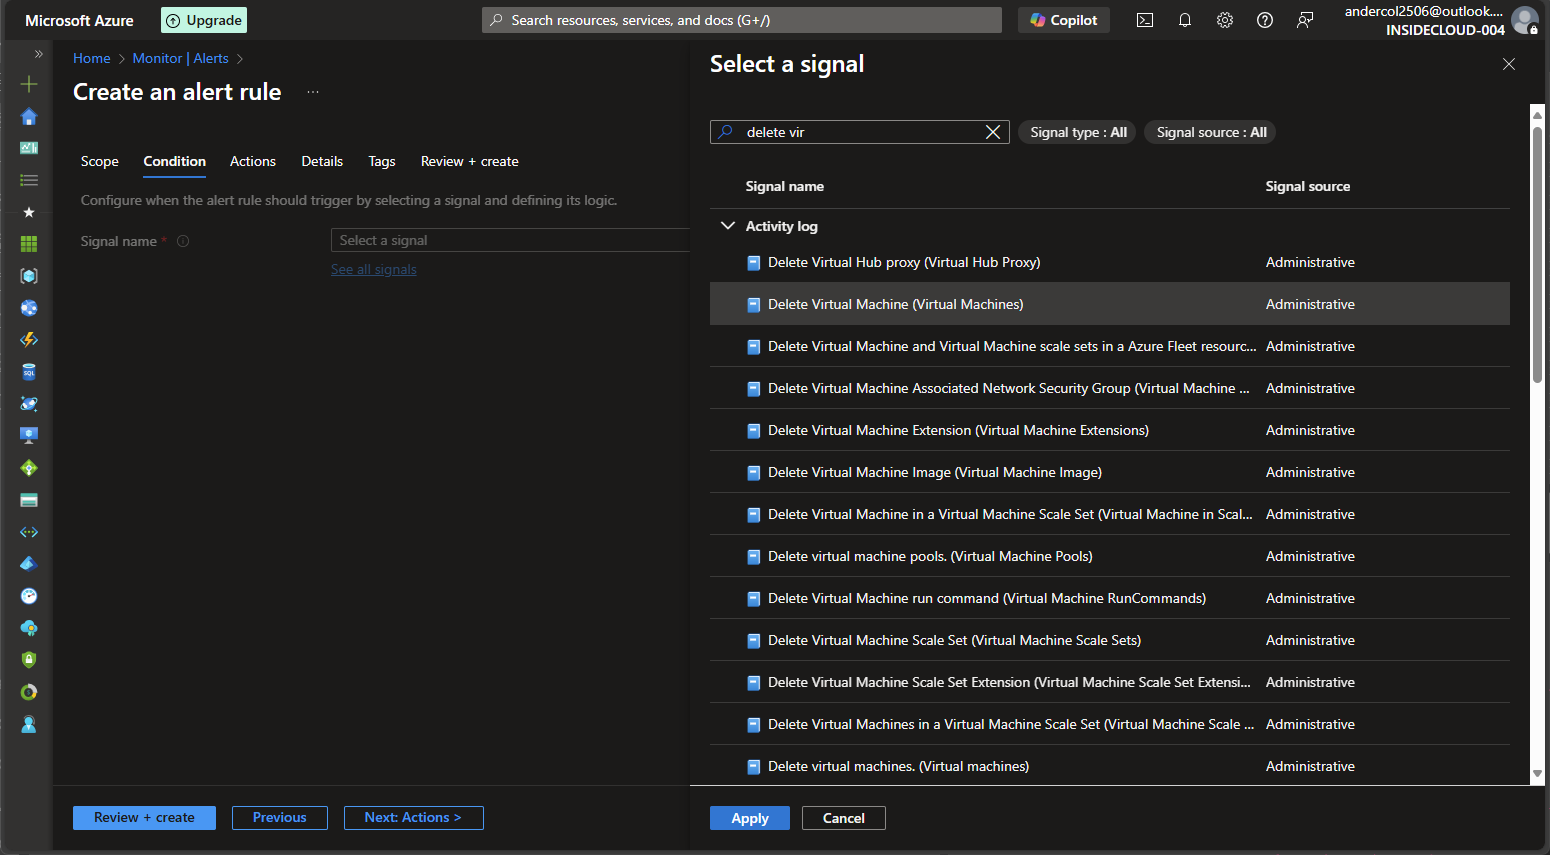 Microsoft Azure
Upgrade
Search resources, services, and docs (G+/)
Copilot
andercol2506@outlook....
INSIDECLOUD-004
Home > Monitor | Alerts >
Create an alert rule ...
Scope Condition Actions Details Tags Review + create
Configure when the alert rule should trigger by selecting a signal and defining its logic.
Signal name *
Select a signal
See all signals
Review + create
Previous
Next: Actions >
Select a signal
delete vir
Signal type : All
Signal source : All
Signal name Signal source
Activity log
Delete Virtual Hub proxy (Virtual Hub Proxy) Administrative
Delete Virtual Machine (Virtual Machines) Administrative
Delete Virtual Machine and Virtual Machine scale sets in a Azure Fleet resourc... Administrative
Delete Virtual Machine Associated Network Security Group (Virtual Machine ... Administrative
Delete Virtual Machine Extension (Virtual Machine Extensions) Administrative
Delete Virtual Machine Image (Virtual Machine Image) Administrative
Delete Virtual Machine in a Virtual Machine Scale Set (Virtual Machine in Scal... Administrative
Delete virtual machine pools. (Virtual Machine Pools) Administrative
Delete Virtual Machine run command (Virtual Machine RunCommands) Administrative
Delete Virtual Machine Scale Set (Virtual Machine Scale Sets) Administrative
Delete Virtual Machine Scale Set Extension (Virtual Machine Scale Set Extensi... Administrative
Delete Virtual Machines in a Virtual Machine Scale Set (Virtual Machine Scale ... Administrative
Delete virtual machines. (Virtual machines) Administrative
Apply
Cancel